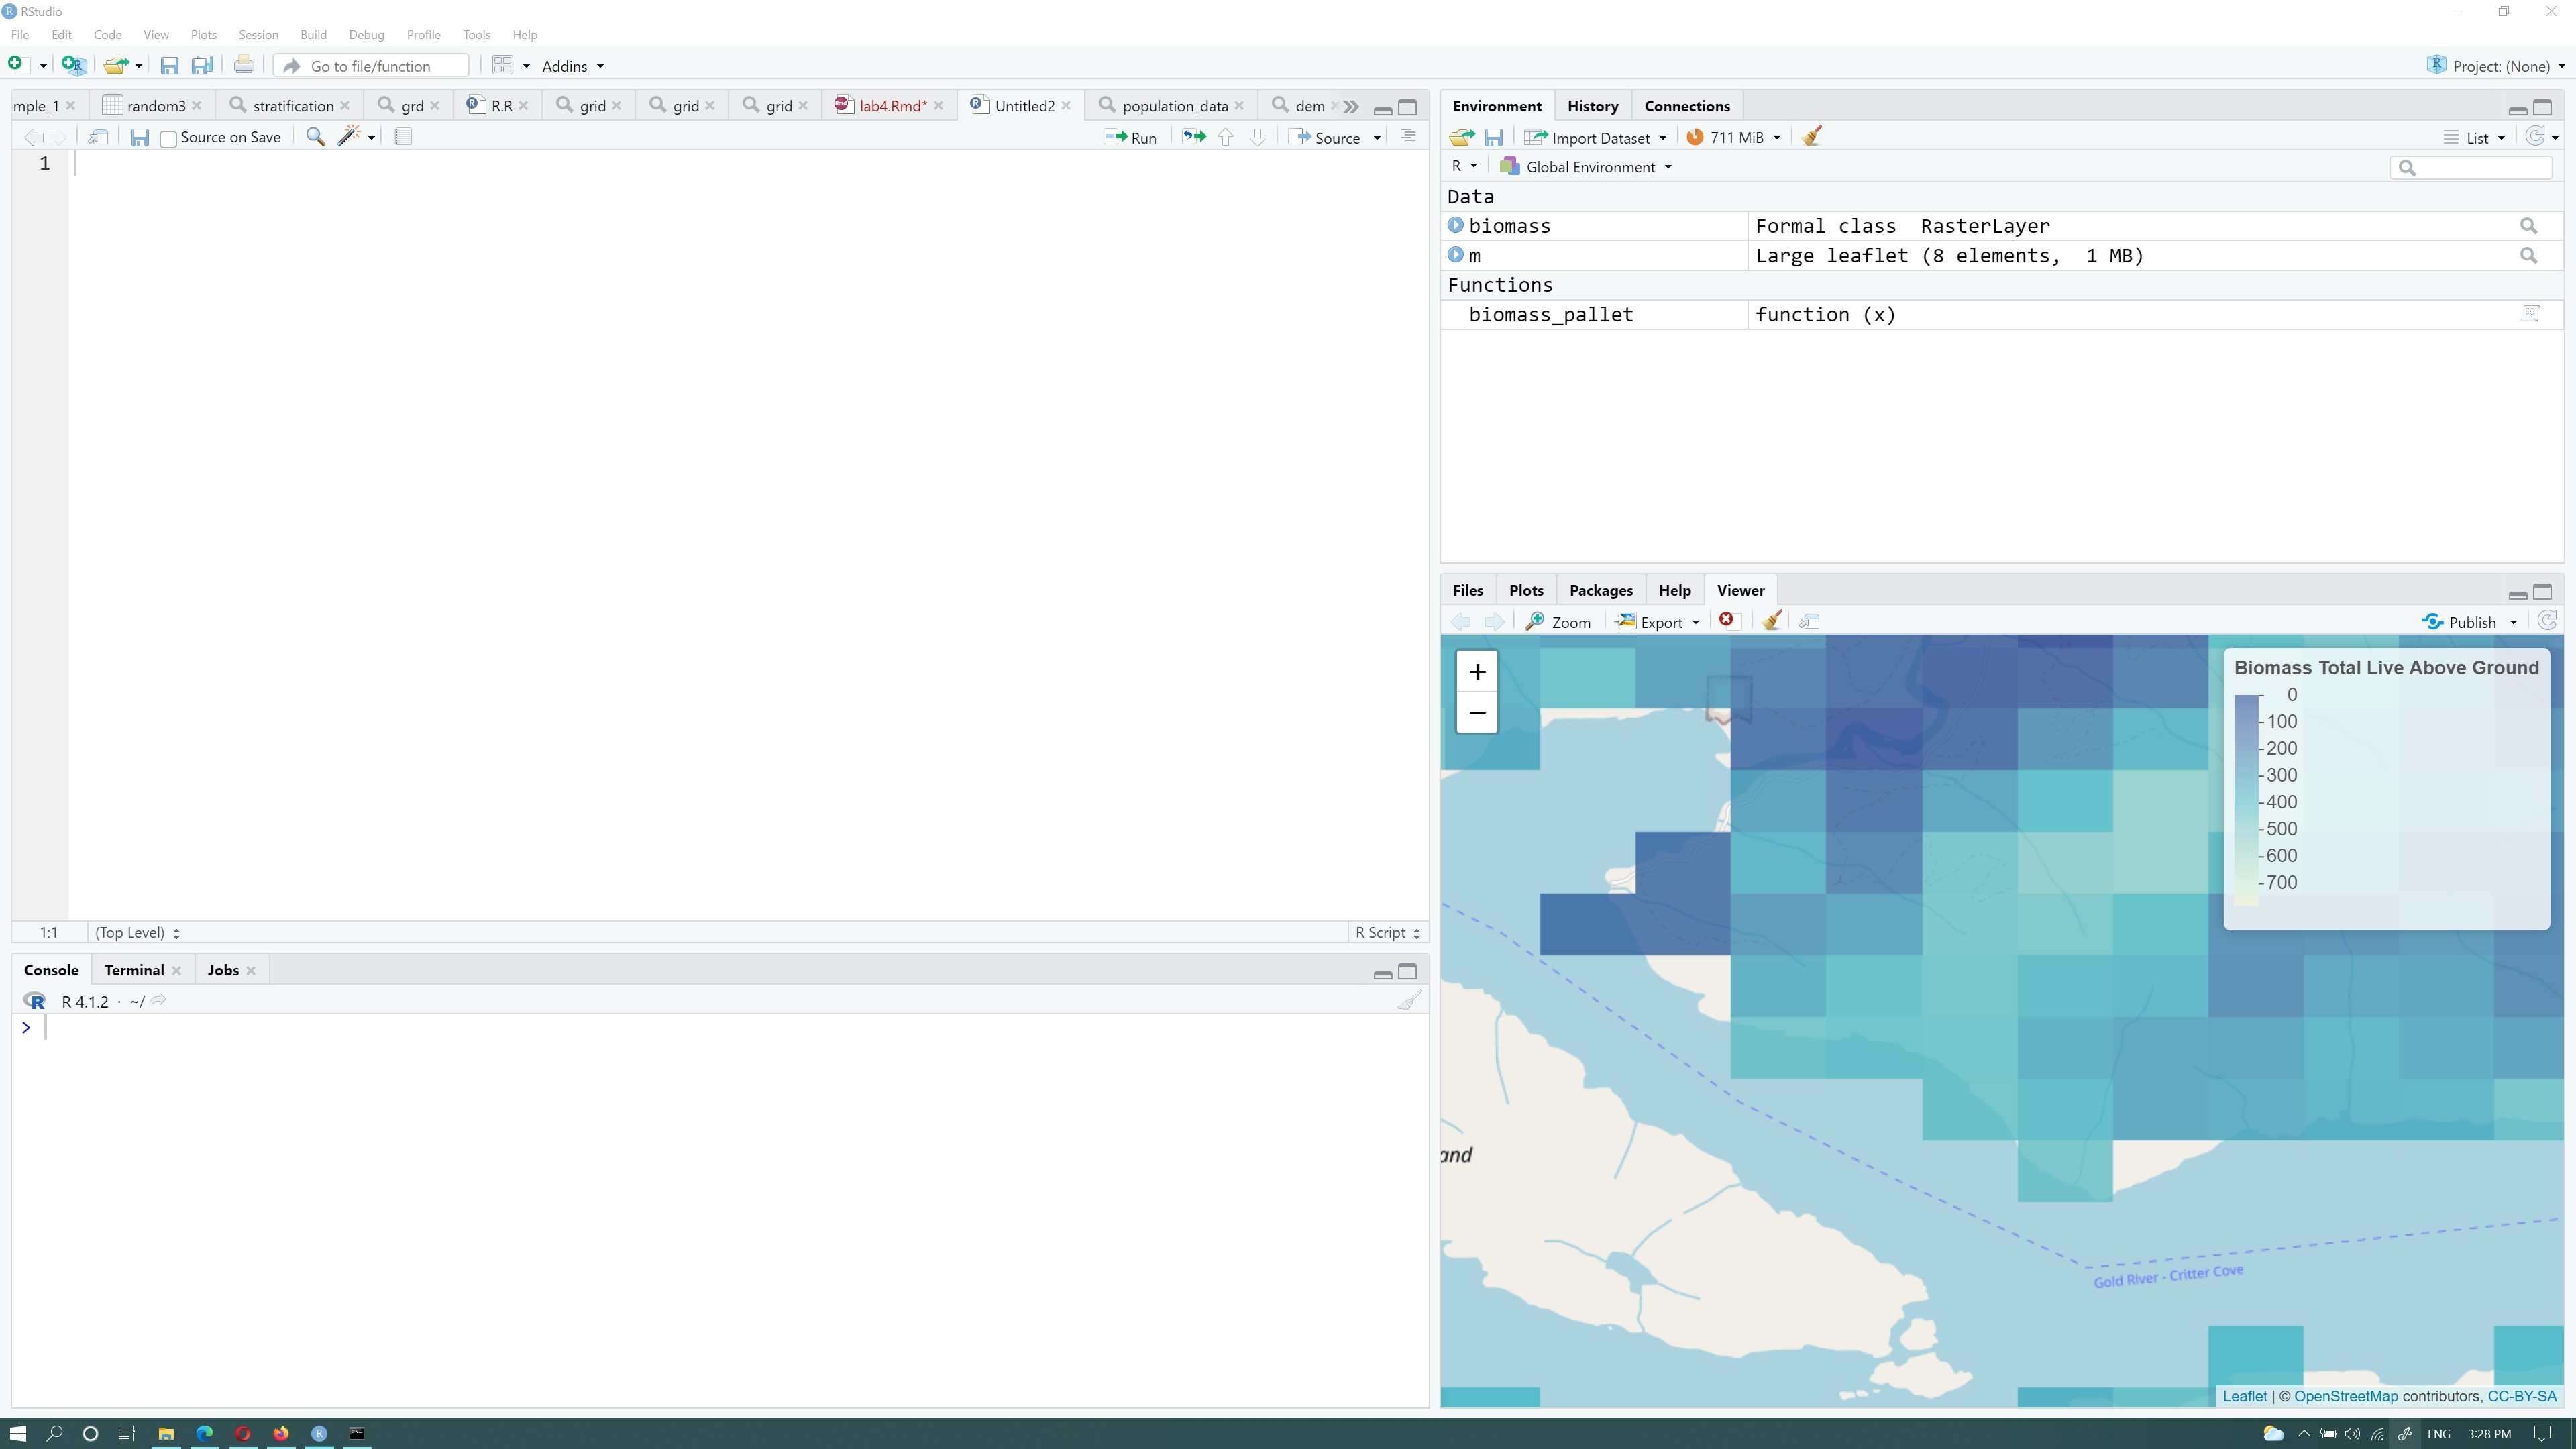 RStudio
File Edit Code View Plots Session Build Debug Profile Tools Help
Go to file/function Addins Project: (None)
mple_1 random3 stratification grd R.R grid grid grid lab4.Rmd* Untitled2 population_data dem
Source on Save Run Source
1
1:1 (Top Level) R Script
Console Terminal Jobs
R 4.1.2 · ~/
>
Environment History Connections
Import Dataset 711 MiB List
R Global Environment
Data
biomass Formal class RasterLayer
m Large leaflet (8 elements, 1 MB)
Functions
biomass_pallet function (x)
Files Plots Packages Help Viewer
Zoom Export Publish
+
−
Biomass Total Live Above Ground
0
100
200
300
400
500
600
700
and
Gold River - Critter Cove
Leaflet | © OpenStreetMap contributors, CC-BY-SA
ENG 3:28 PM